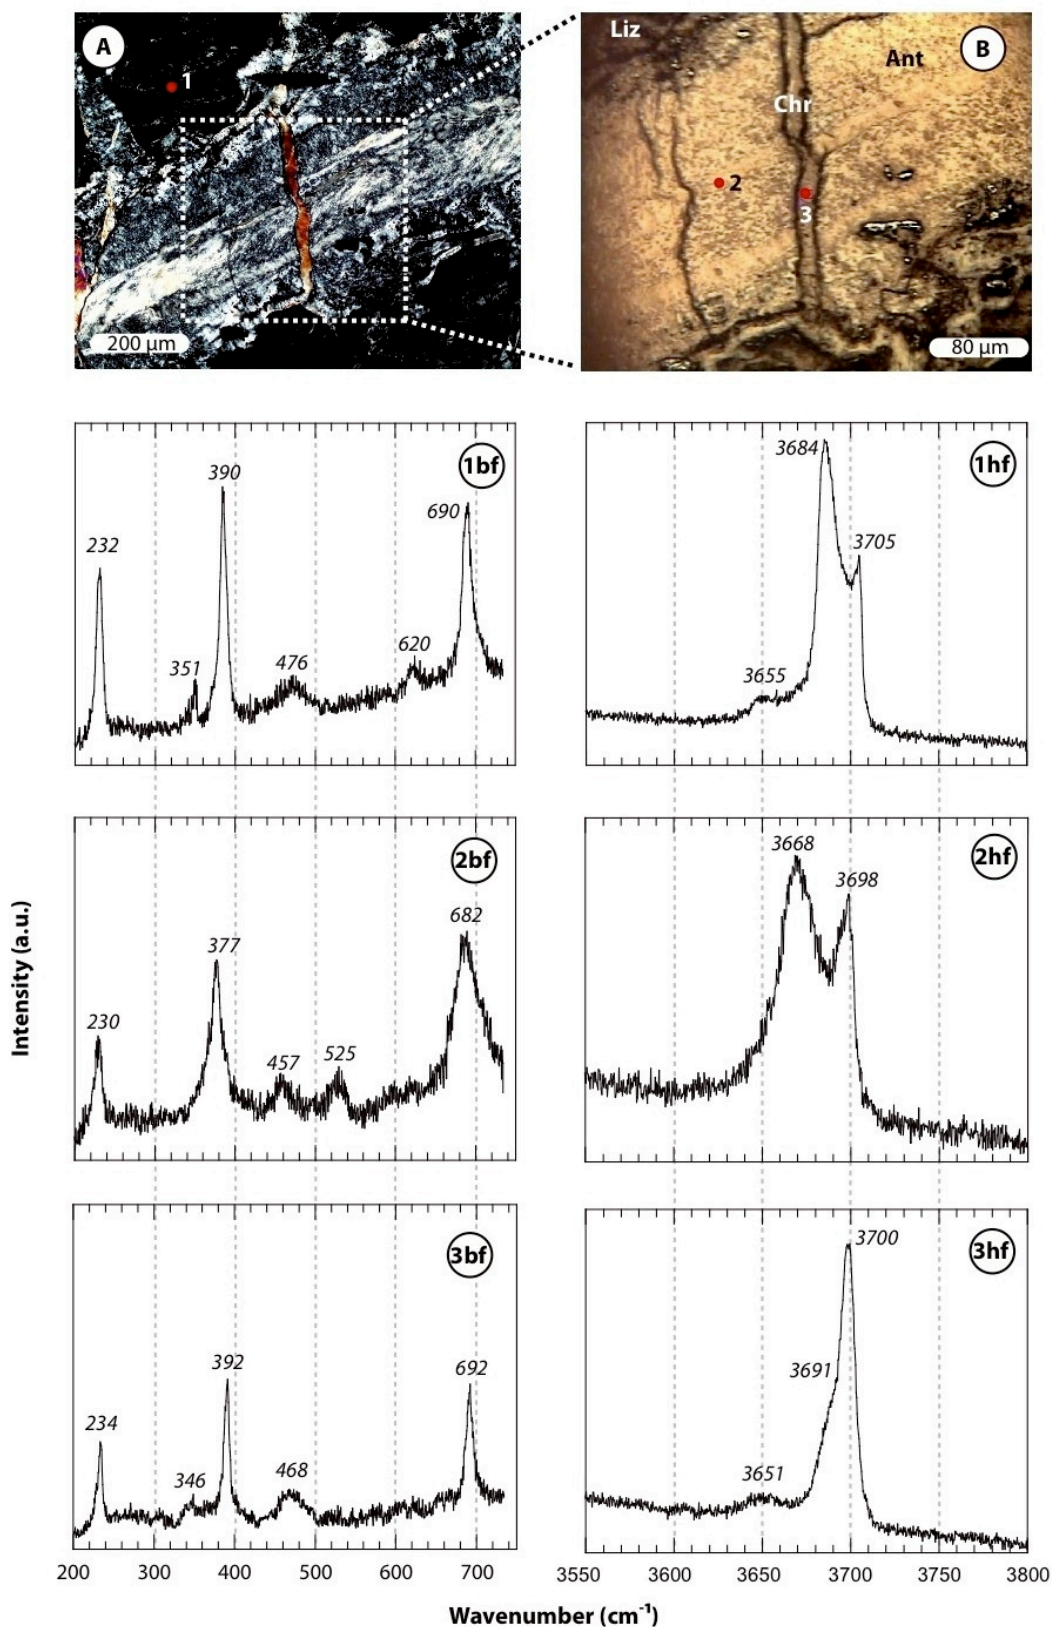 A
1
200 µm
Liz
Ant
B
Chr
2
3
80 µm
1bf
390
690
232
351
476
620
1hf
3684
3705
3655
2bf
682
377
230
457
525
2hf
3668
3698
3bf
392
692
234
346
468
3hf
3700
3691
3651
Intensity (a.u.)
200 300 400 500 600 700
3550 3600 3650 3700 3750 3800
Wavenumber (cm⁻¹)